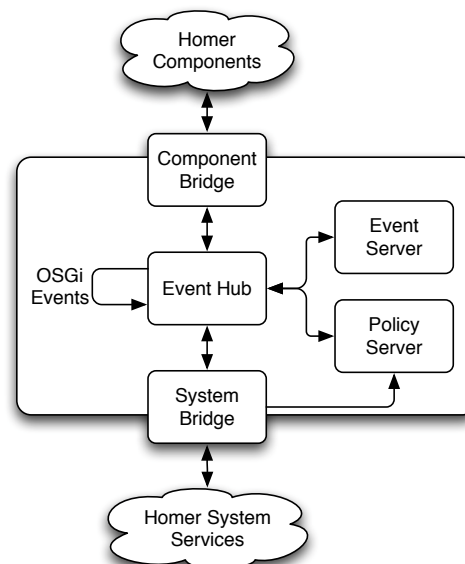 Homer
Components
Component
Bridge
Event
Server
OSGi
Events
Event Hub
Policy
Server
System
Bridge
Homer System
Services